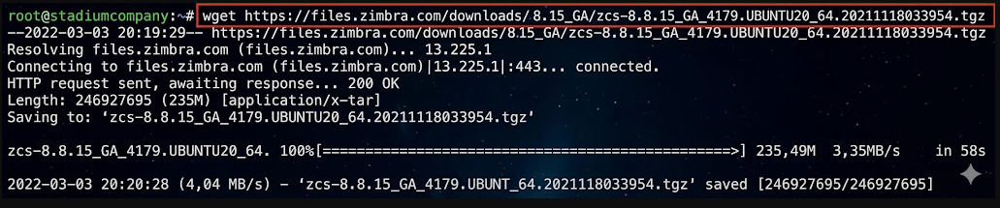 root@stadiumcompany:~# wget https://files.zimbra.com/downloads/8.15_GA/zcs-8.8.15_GA_4179.UBUNTU20_64.20211118033954.tgz
--2022-03-03 20:19:29-- https://files.zimbra.com/downloads/8.15_GA/zcs-8.8.15_GA_4179.UBUNTU20_64.20211118033954.tgz
Resolving files.zimbra.com (files.zimbra.com)... 13.225.1
Connecting to files.zimbra.com (files.zimbra.com)|13.225.1|:443... connected.
HTTP request sent, awaiting response... 200 OK
Length: 246927695 (235M) [application/x-tar]
Saving to: ‘zcs-8.8.15_GA_4179.UBUNTU20_64.20211118033954.tgz’
zcs-8.8.15_GA_4179.UBUNTU20_64. 100%[================================================>] 235,49M 3,35MB/s in 58s
2022-03-03 20:20:28 (4,04 MB/s) – ‘zcs-8.8.15_GA_4179.UBUNT_64.2021118033954.tgz’ saved [246927695/246927695]